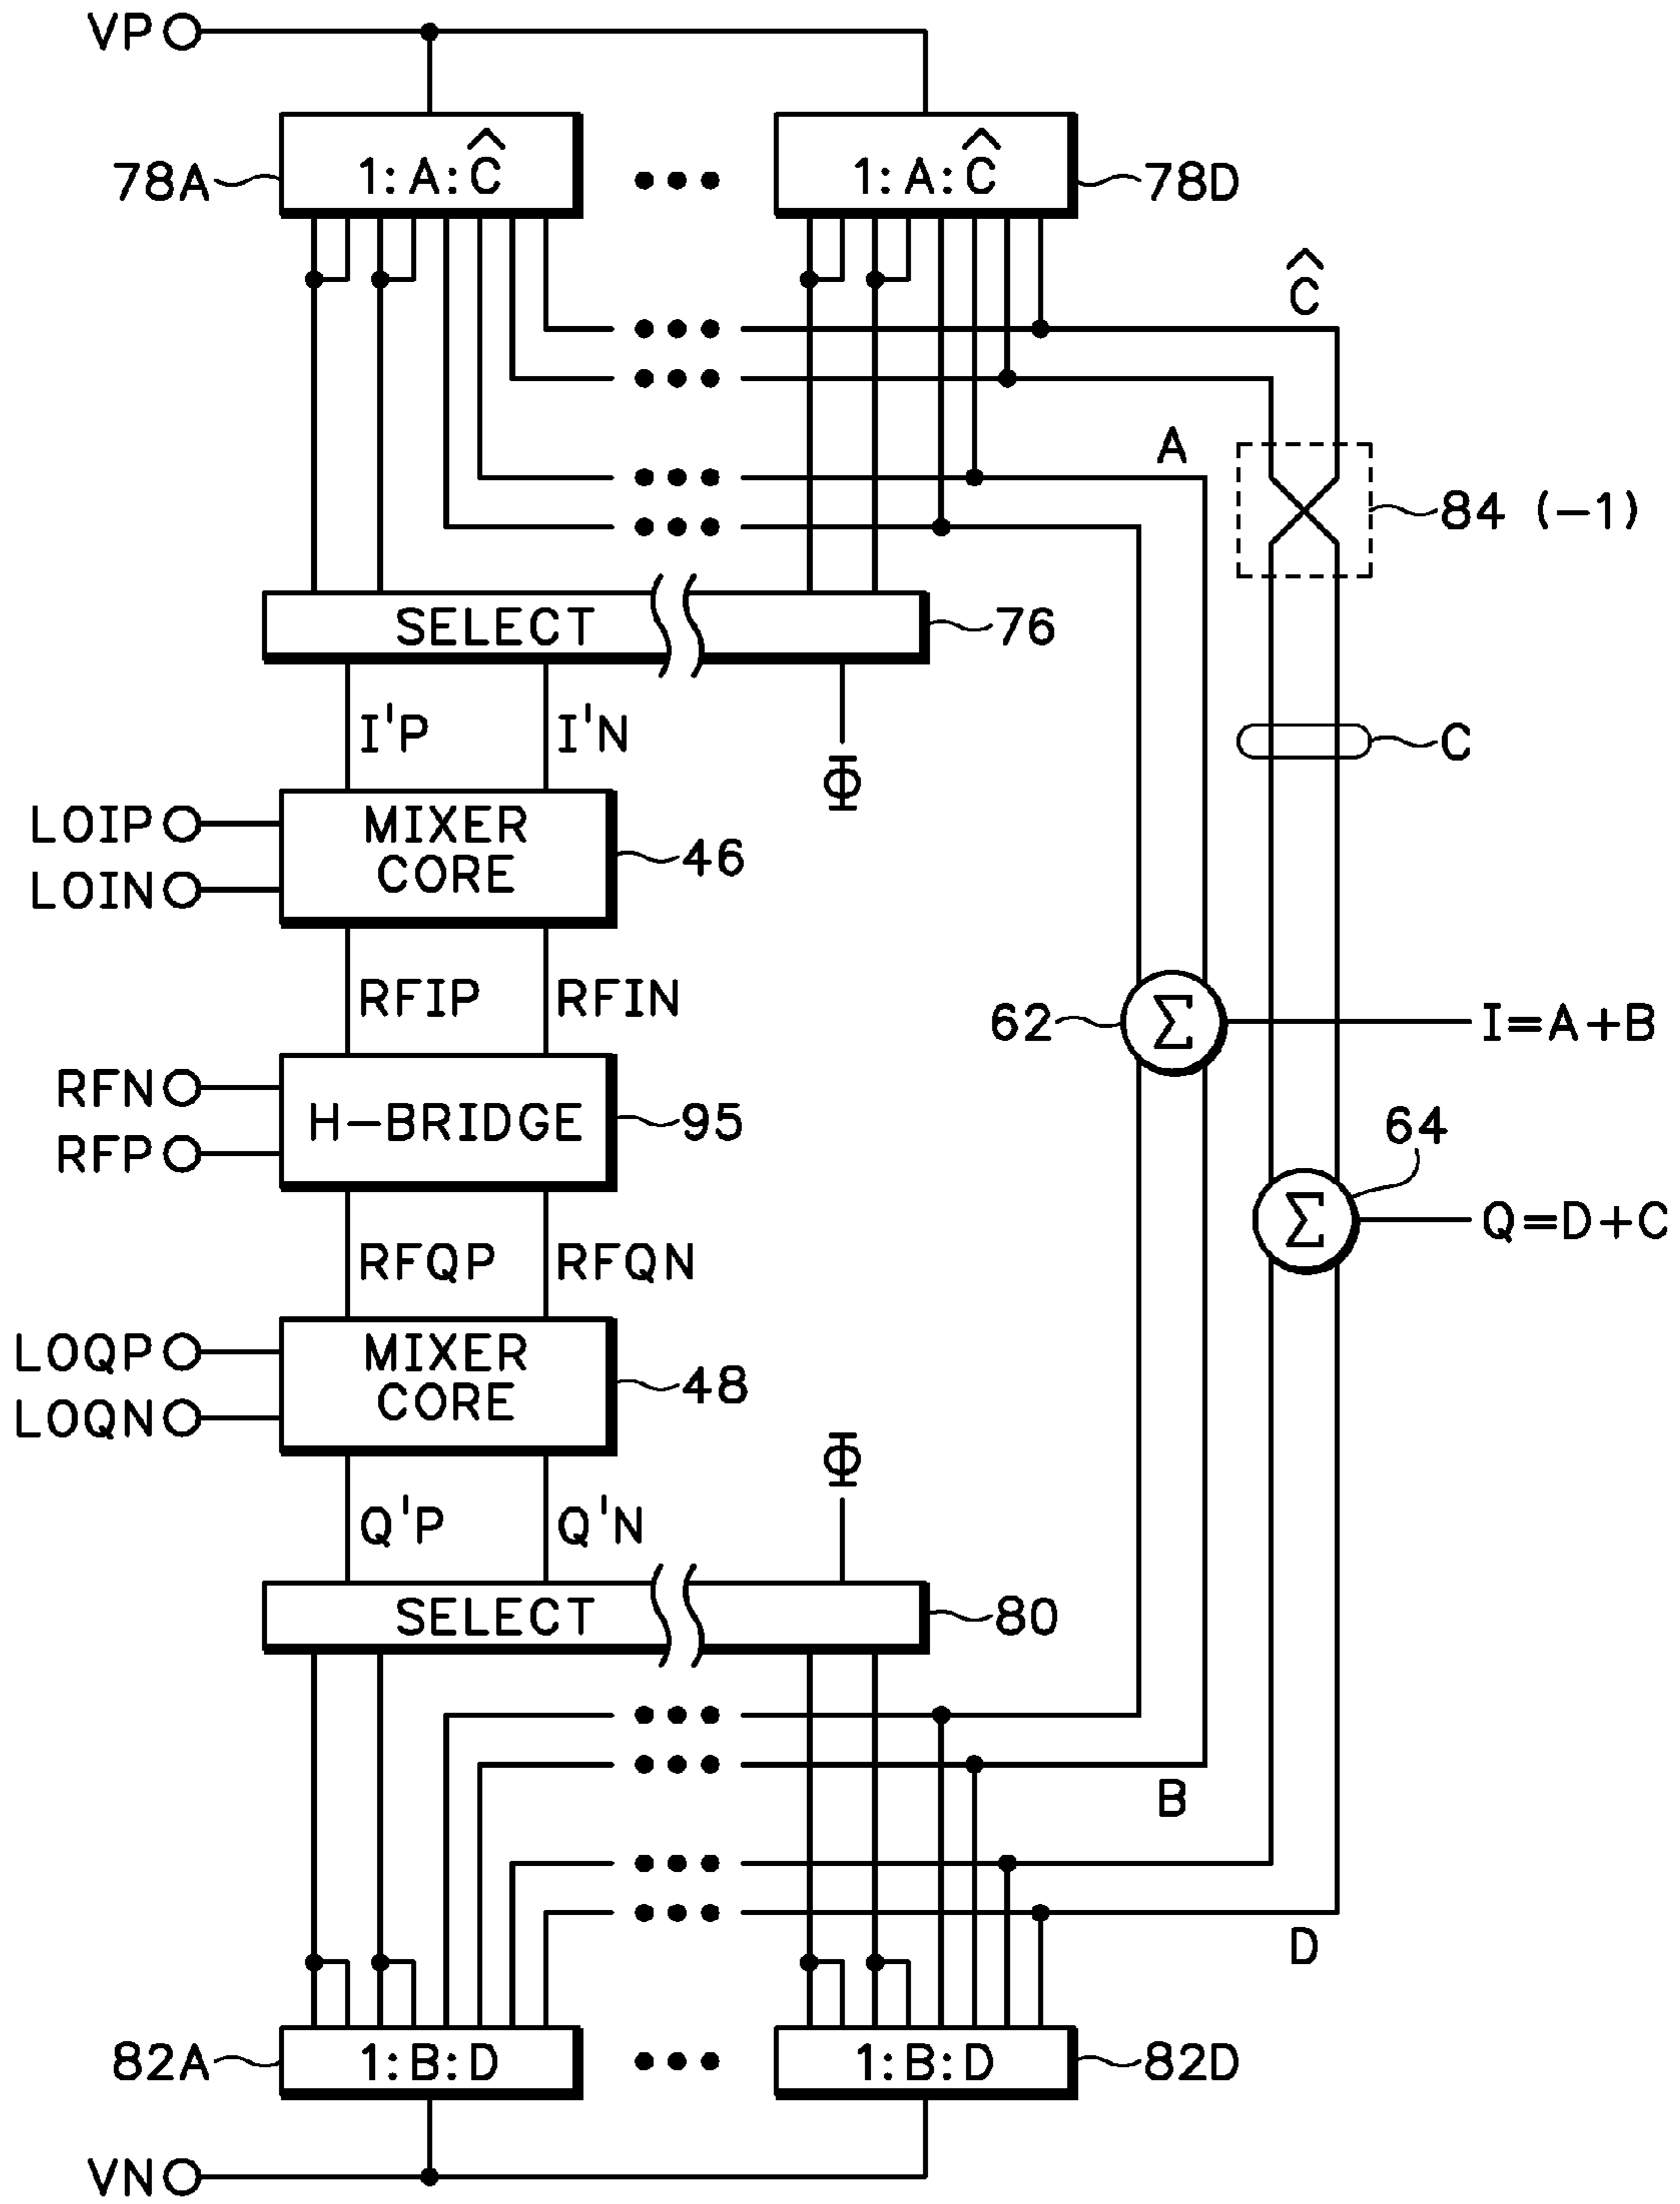 VP
1:A:Ĉ
1:A:Ĉ
78A
78D
Ĉ
A
84 (-1)
SELECT
76
I'P
I'N
C
Φ
LOIP
LOIN
MIXER
CORE
46
RFIP
RFIN
62
Σ
I=A+B
RFN
RFP
H-BRIDGE
95
64
Σ
Q=D+C
RFQP
RFQN
LOQP
LOQN
MIXER
CORE
48
Φ
Q'P
Q'N
SELECT
80
B
D
82A
1:B:D
1:B:D
82D
VN